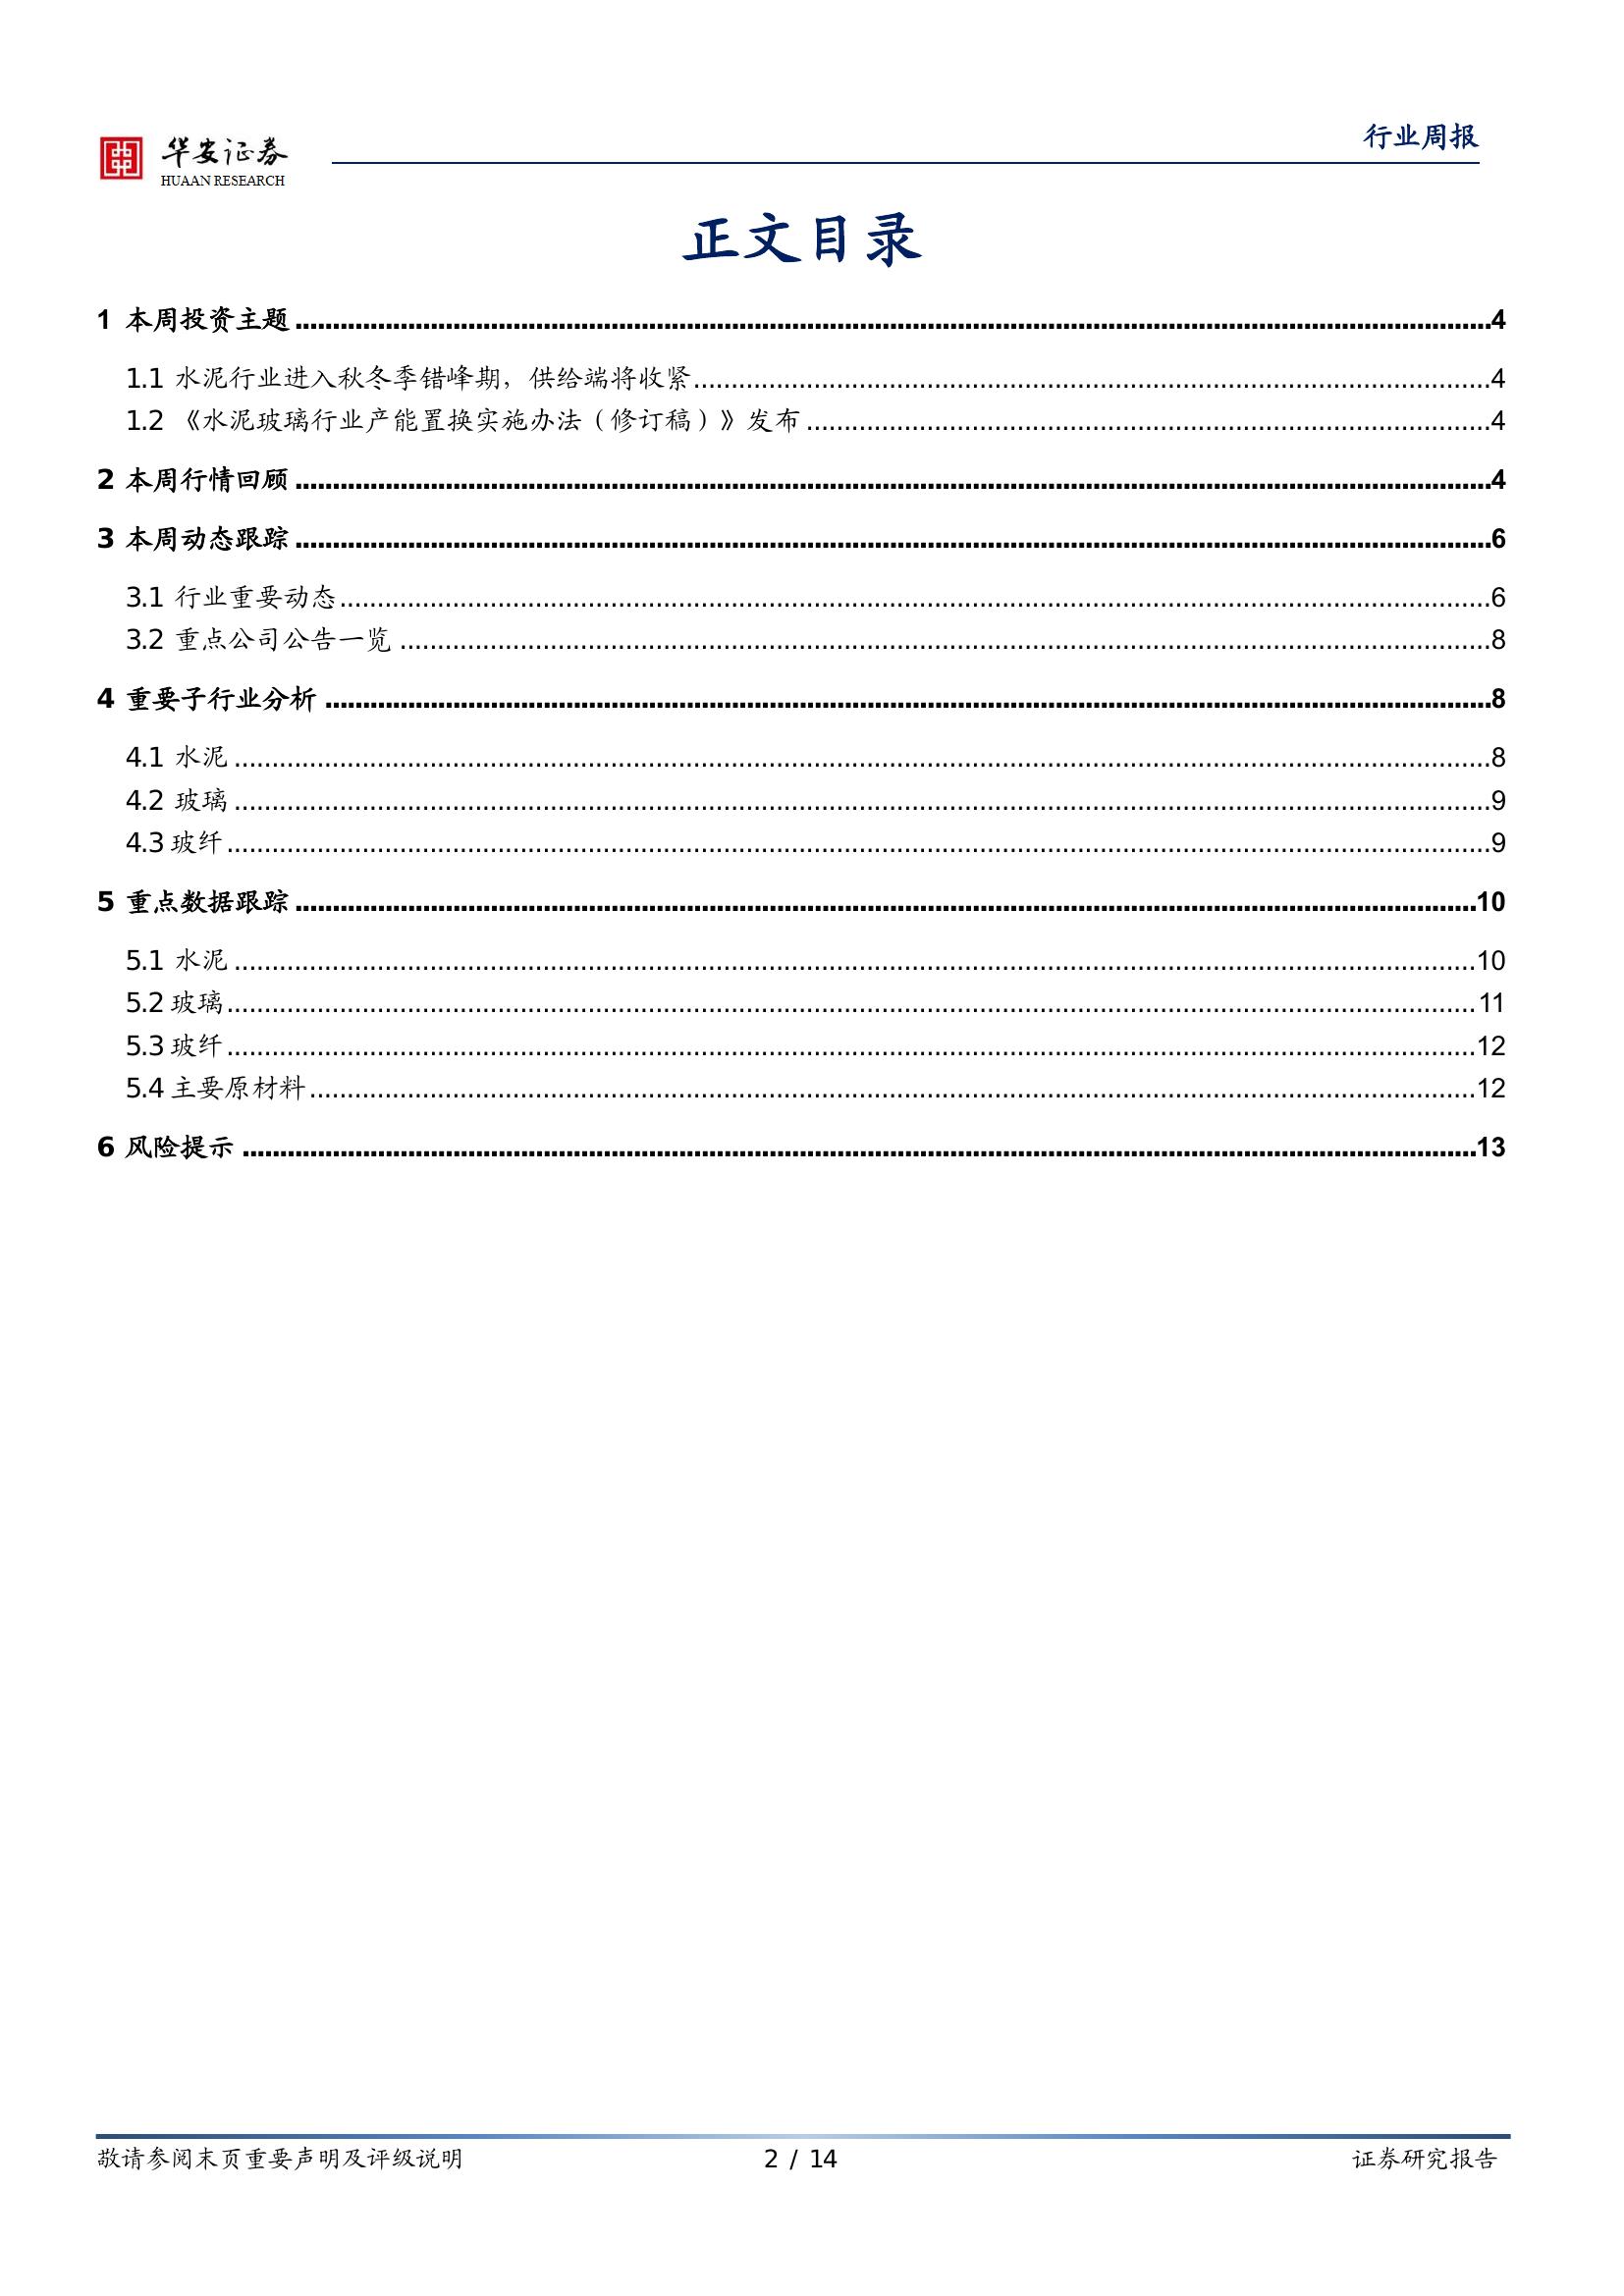 行业周报
华安证券
HUAAN RESEARCH
正文目录
1 本周投资主题 4
1.1 水泥行业进入秋冬季错峰期，供给端将收紧 4
1.2 《水泥玻璃行业产能置换实施办法（修订稿）》发布 4
2 本周行情回顾 4
3 本周动态跟踪 6
3.1 行业重要动态 6
3.2 重点公司公告一览 8
4 重要子行业分析 8
4.1 水泥 8
4.2 玻璃 9
4.3 玻纤 9
5 重点数据跟踪 10
5.1 水泥 10
5.2 玻璃 11
5.3 玻纤 12
5.4 主要原材料 12
6 风险提示 13
敬请参阅末页重要声明及评级说明 2 / 14 证券研究报告